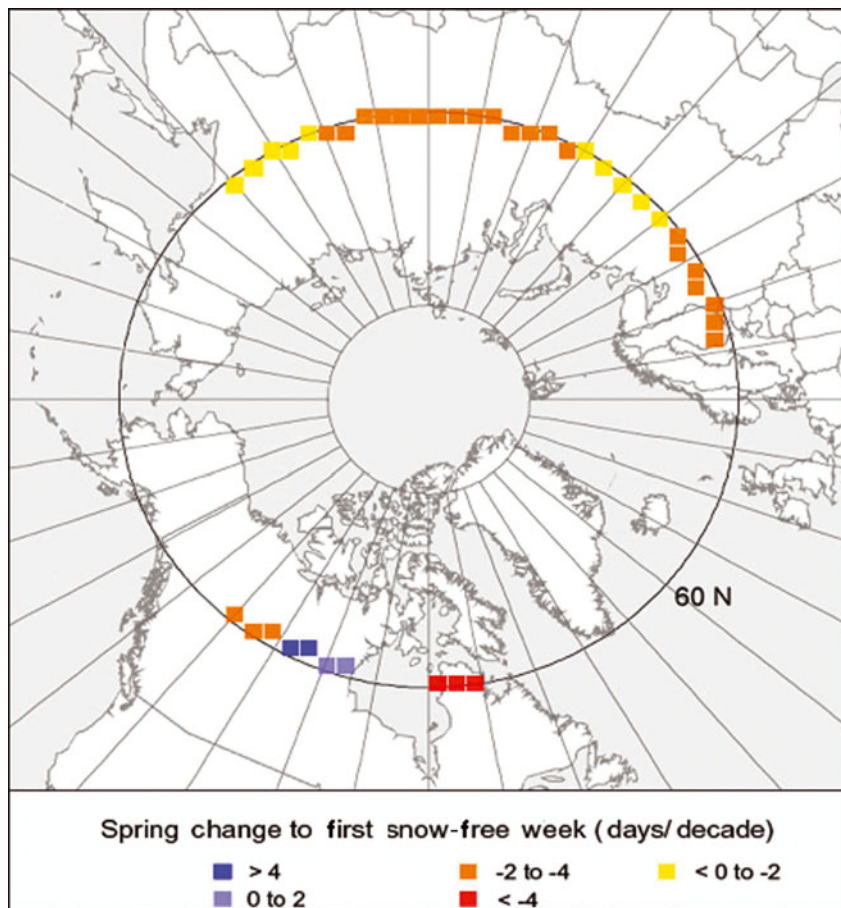 60 N
Spring change to first snow-free week (days/decade)
> 4 -2 to -4 < 0 to -2
0 to 2 < -4